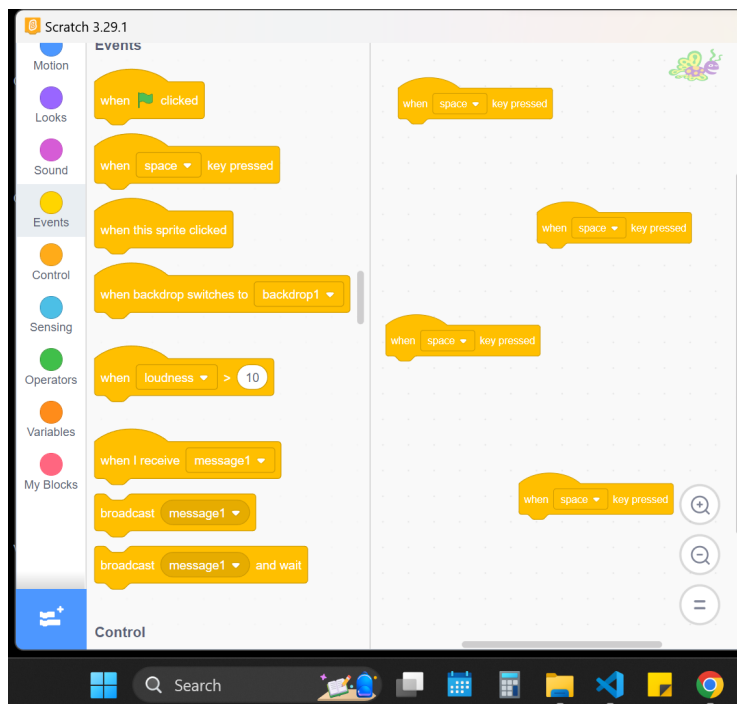 Scratch 3.29.1
Motion
Looks
Sound
Events
Control
Sensing
Operators
Variables
My Blocks
Events
when clicked
when space key pressed
when this sprite clicked
when backdrop switches to backdrop1
when loudness > 10
when I receive message1
broadcast message1
broadcast message1 and wait
Control
when space key pressed
when space key pressed
when space key pressed
when space key pressed
=
Search